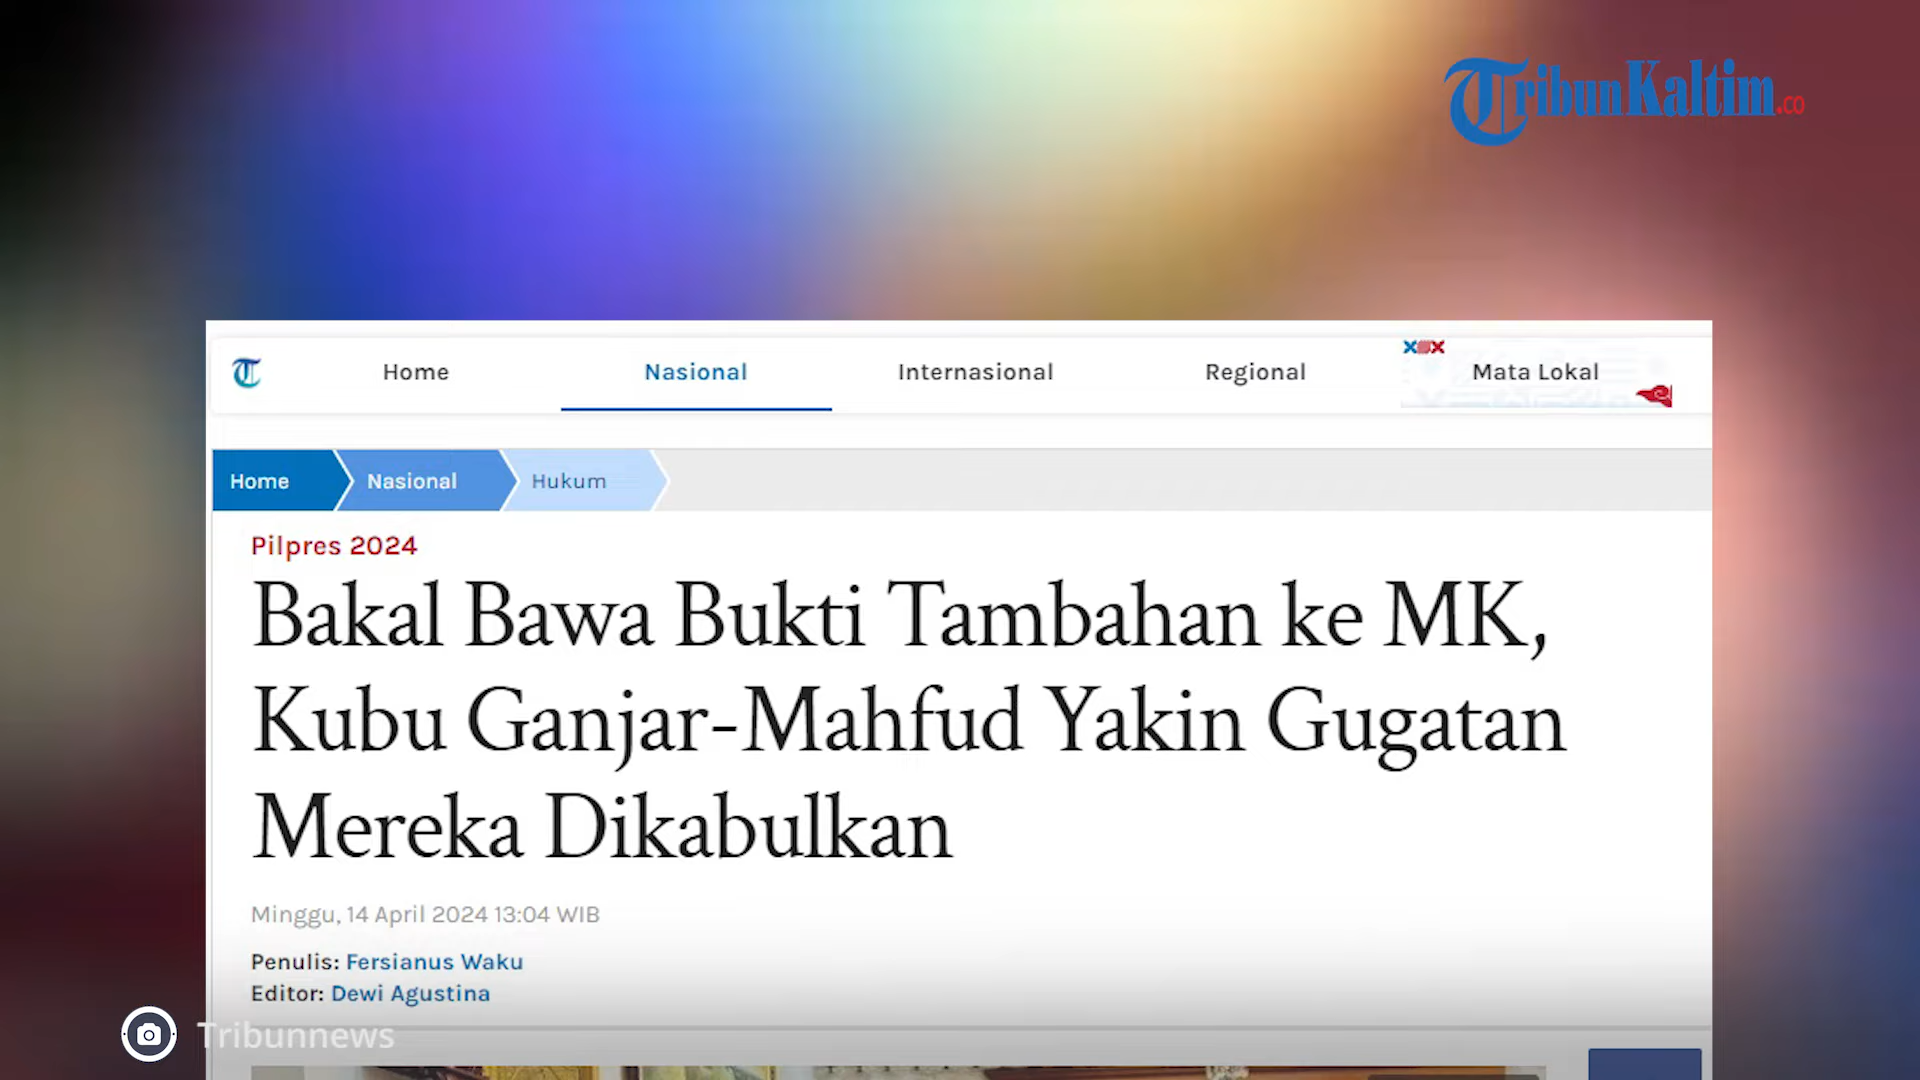 TribunKaltim.co
Home Nasional Internasional Regional Mata Lokal
Home Nasional Hukum
Pilpres 2024
Bakal Bawa Bukti Tambahan ke MK,
Kubu Ganjar-Mahfud Yakin Gugatan
Mereka Dikabulkan
Minggu, 14 April 2024 13:04 WIB
Penulis: Fersianus Waku
Editor: Dewi Agustina
Tribunnews